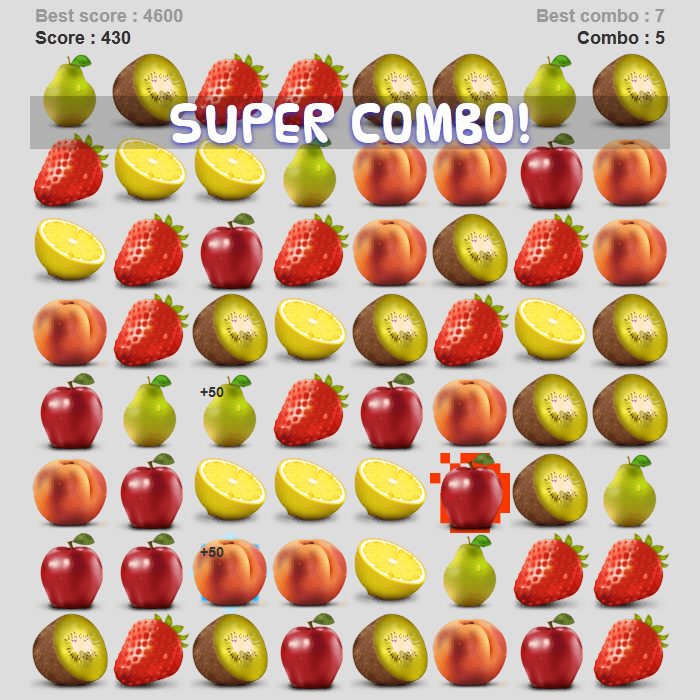 Best score : 4600
Best combo : 7
Score : 430
Combo : 5
SUPER COMBO!
+50
+50